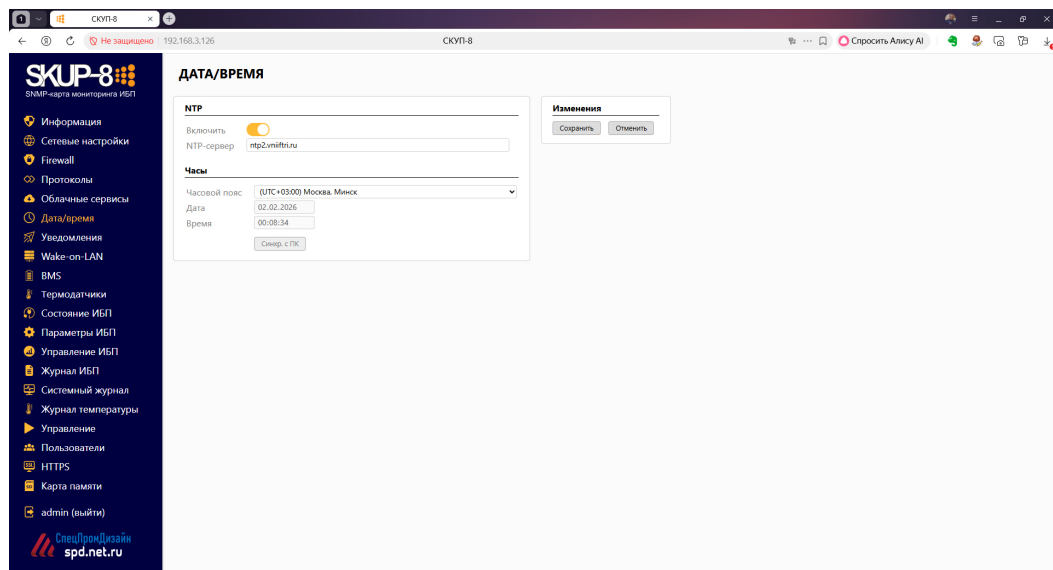 1
СКУП-8
Не защищено
192.168.3.126
СКУП-8
Спросить Алису AI
SKUP-8
SNMP-карта мониторинга ИБП
Информация
Сетевые настройки
Firewall
Протоколы
Облачные сервисы
Дата/время
Уведомления
Wake-on-LAN
BMS
Термодатчики
Состояние ИБП
Параметры ИБП
Управление ИБП
Журнал ИБП
Системный журнал
Журнал температуры
Управление
Пользователи
HTTPS
Карта памяти
admin (выйти)
СпецПромДизайн
spd.net.ru
ДАТА/ВРЕМЯ
NTP
Включить
NTP-сервер ntp2.vniiftri.ru
Часы
Часовой пояс (UTC+03:00) Москва, Минск
Дата 02.02.2026
Время 00:08:34
Синхр. с ПК
Изменения
Сохранить Отменить